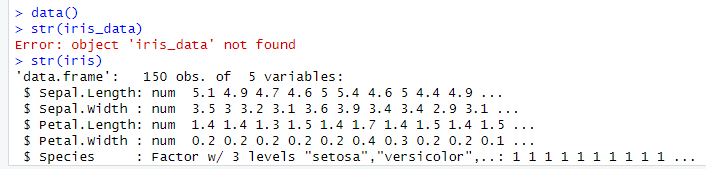 > data()
> str(iris_data)
Error: object 'iris_data' not found
> str(iris)
'data.frame':   150 obs. of  5 variables:
 $ Sepal.Length: num  5.1 4.9 4.7 4.6 5 5.4 4.6 5 4.4 4.9 ...
 $ Sepal.Width : num  3.5 3 3.2 3.1 3.6 3.9 3.4 3.4 2.9 3.1 ...
 $ Petal.Length: num  1.4 1.4 1.3 1.5 1.4 1.7 1.4 1.5 1.4 1.5 ...
 $ Petal.Width : num  0.2 0.2 0.2 0.2 0.2 0.4 0.3 0.2 0.2 0.1 ...
 $ Species     : Factor w/ 3 levels "setosa","versicolor",..: 1 1 1 1 1 1 1 1 1 1 ...